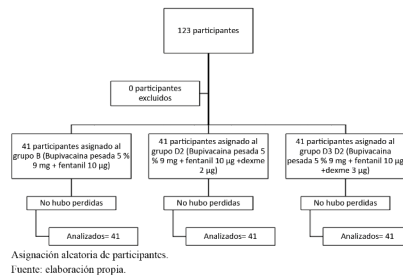 123 participantes
0 participantes
excluidos
41 participantes asignado al
grupo B (Bupivacaina pesada 5 %
9 mg + fentanil 10 µg)
41 participantes asignado al
grupo D2 (Bupivacaina pesada 5
% 9 mg + fentanil 10 µg +dexme
2 µg)
41 participantes asignado al
grupo D3 D2 (Bupivacaina
pesada 5 % 9 mg + fentanil 10 µg
+dexme 3 µg)
No hubo perdidas
No hubo perdidas
No hubo perdidas
Analizados= 41
Analizados= 41
Analizados= 41
Asignación aleatoria de participantes.
Fuente: elaboración propia.